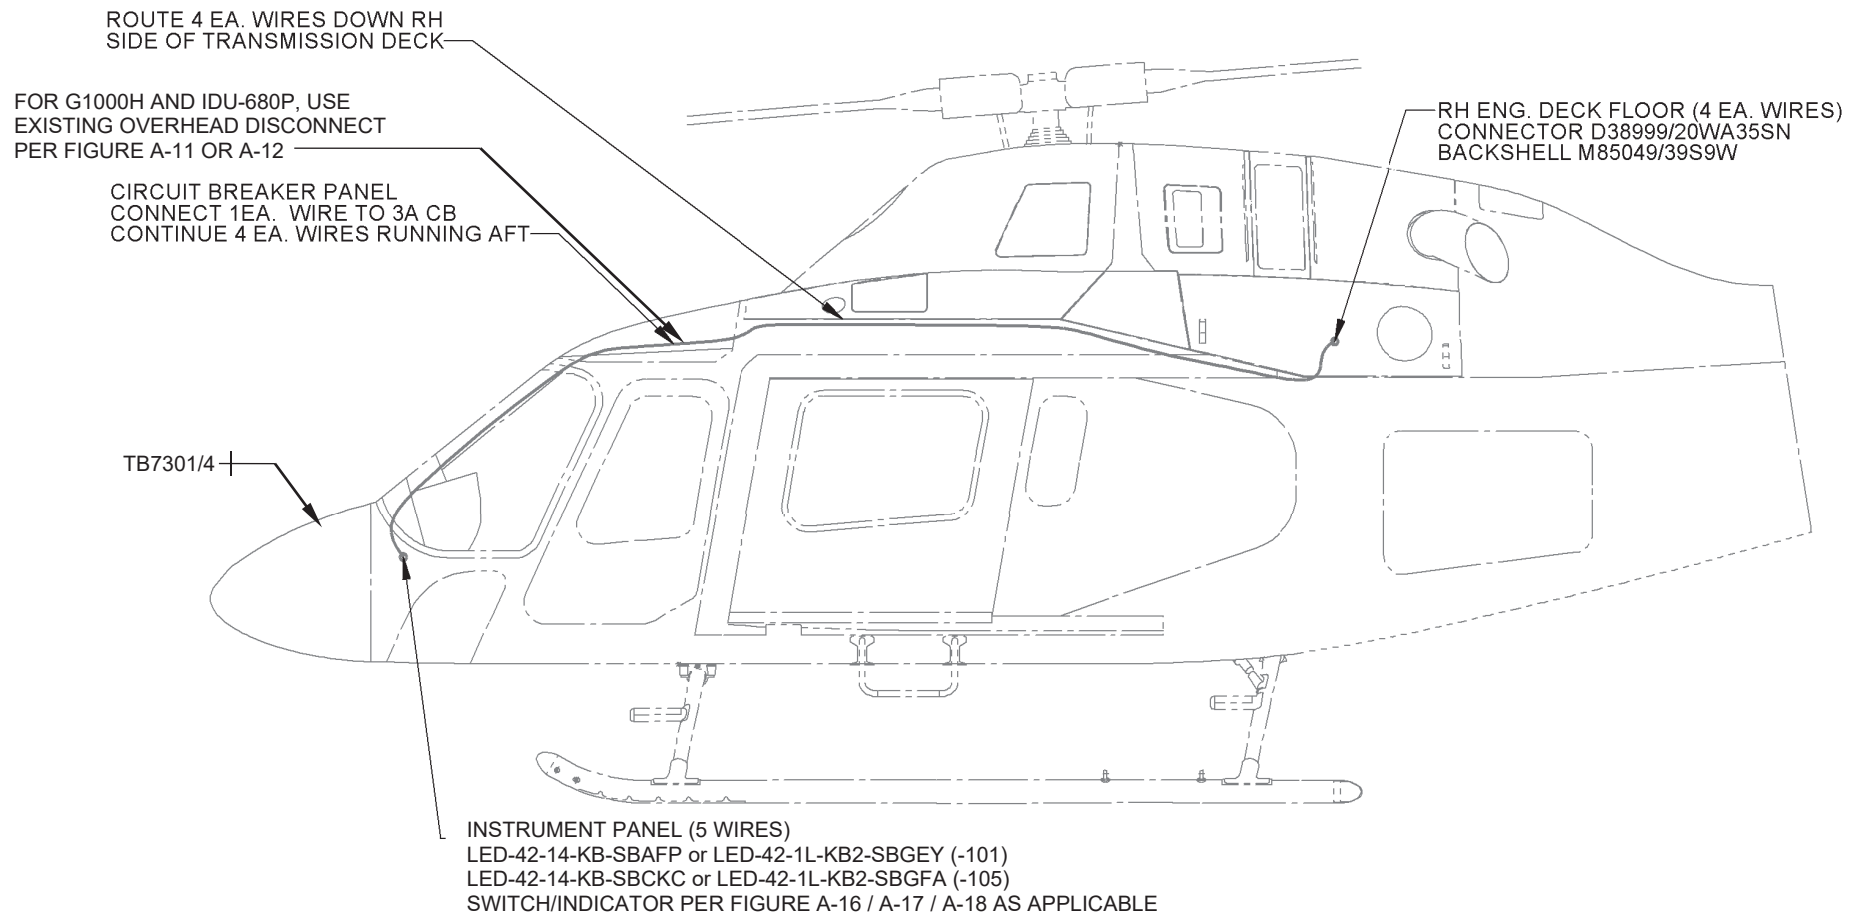 ROUTE 4 EA. WIRES DOWN RH
SIDE OF TRANSMISSION DECK
FOR G1000H AND IDU-680P, USE
EXISTING OVERHEAD DISCONNECT
PER FIGURE A-11 OR A-12
CIRCUIT BREAKER PANEL
CONNECT 1EA. WIRE TO 3A CB
CONTINUE 4 EA. WIRES RUNNING AFT
RH ENG. DECK FLOOR (4 EA. WIRES)
CONNECTOR D38999/20WA35SN
BACKSHELL M85049/39S9W
TB7301/4
INSTRUMENT PANEL (5 WIRES)
LED-42-14-KB-SBAFP or LED-42-1L-KB2-SBGEY (-101)
LED-42-14-KB-SBCKC or LED-42-1L-KB2-SBGFA (-105)
SWITCH/INDICATOR PER FIGURE A-16 / A-17 / A-18 AS APPLICABLE